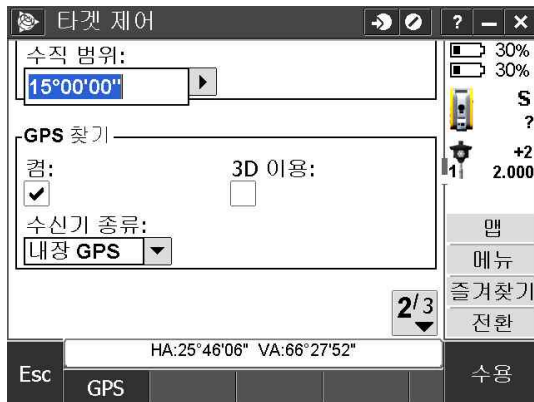 타겟 제어
? – ×
수직 범위:
15°00'00"
GPS 찾기
켬:
3D 이용:
수신기 종류:
내장 GPS
2/3
30%
30%
S
?
+2
1
2.000
맵
메뉴
즐겨찾기
전환
HA:25°46'06" VA:66°27'52"
Esc
GPS
수용